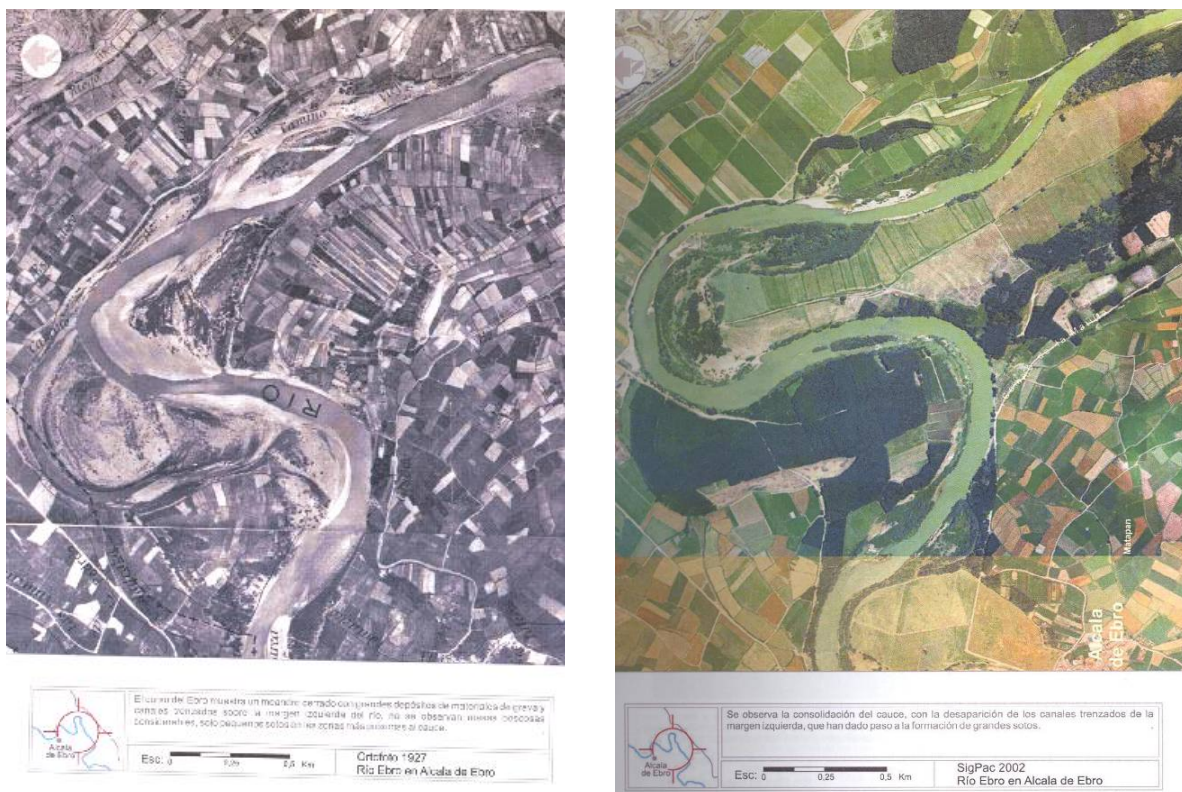 RIO
El curso del Ebro muestra un meandro cerrado con grandes depósitos de materiales de greva y
canales trenzados sobre la margen izquierda del río, no se observan masas boscosas
considerables, solo pequeños sotos en las zonas más próximas al cauce.
Alcala
de Ebro
Esc: 0 0,25 0,5 Km
Ortofoto 1927
Río Ebro en Alcala de Ebro
Matapan
Alcala
de Ebro
Se observa la consolidación del cauce, con la desaparición de los canales trenzados de la
margen izquierda, que han dado paso a la formación de grandes sotos.
Alcala
de Ebro
Esc: 0 0,25 0,5 Km
SigPac 2002
Río Ebro en Alcala de Ebro